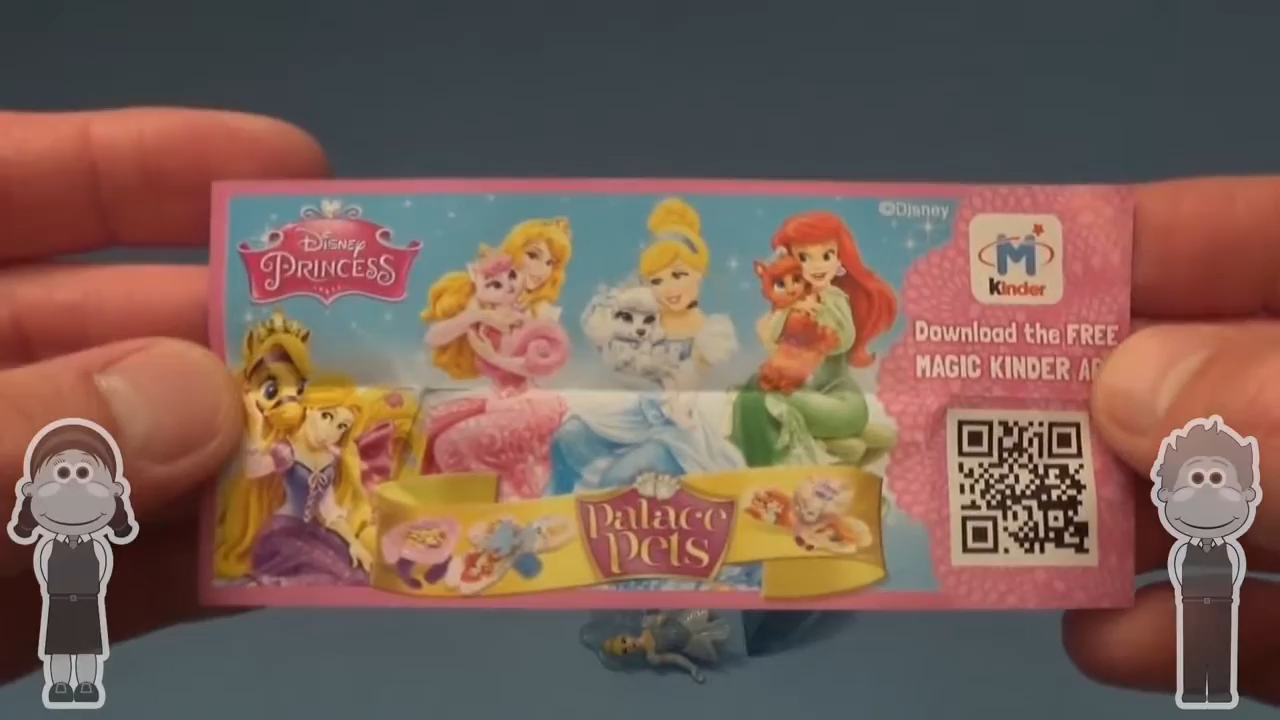 Disney
PRINCESS
©Disney
kinder
Download the FREE
MAGIC KINDER
Palace
Pets